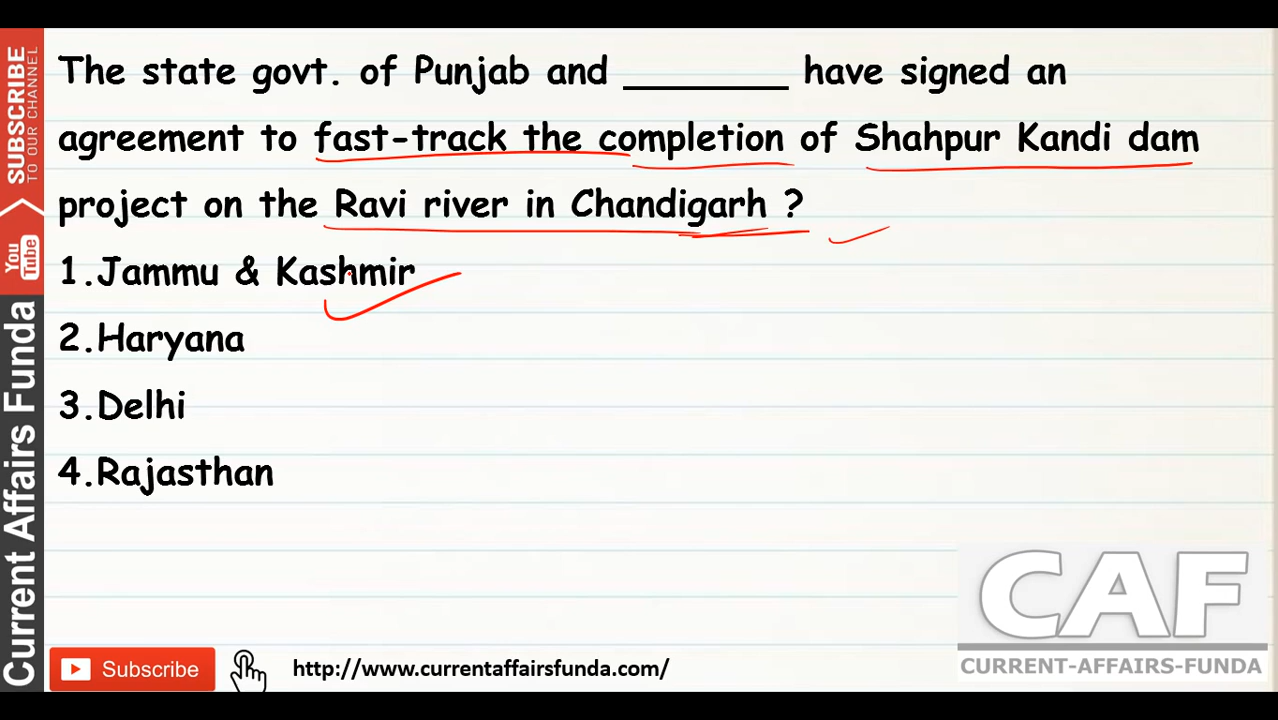 The state govt. of Punjab and ________ have signed an
agreement to fast-track the completion of Shahpur Kandi dam
project on the Ravi river in Chandigarh ?
1.Jammu & Kashmir
2.Haryana
3.Delhi
4.Rajasthan
SUBSCRIBE
TO OUR CHANNEL
You
Tube
Current Affairs Funda
CAF
CURRENT-AFFAIRS-FUNDA
Subscribe
http://www.currentaffairsfunda.com/